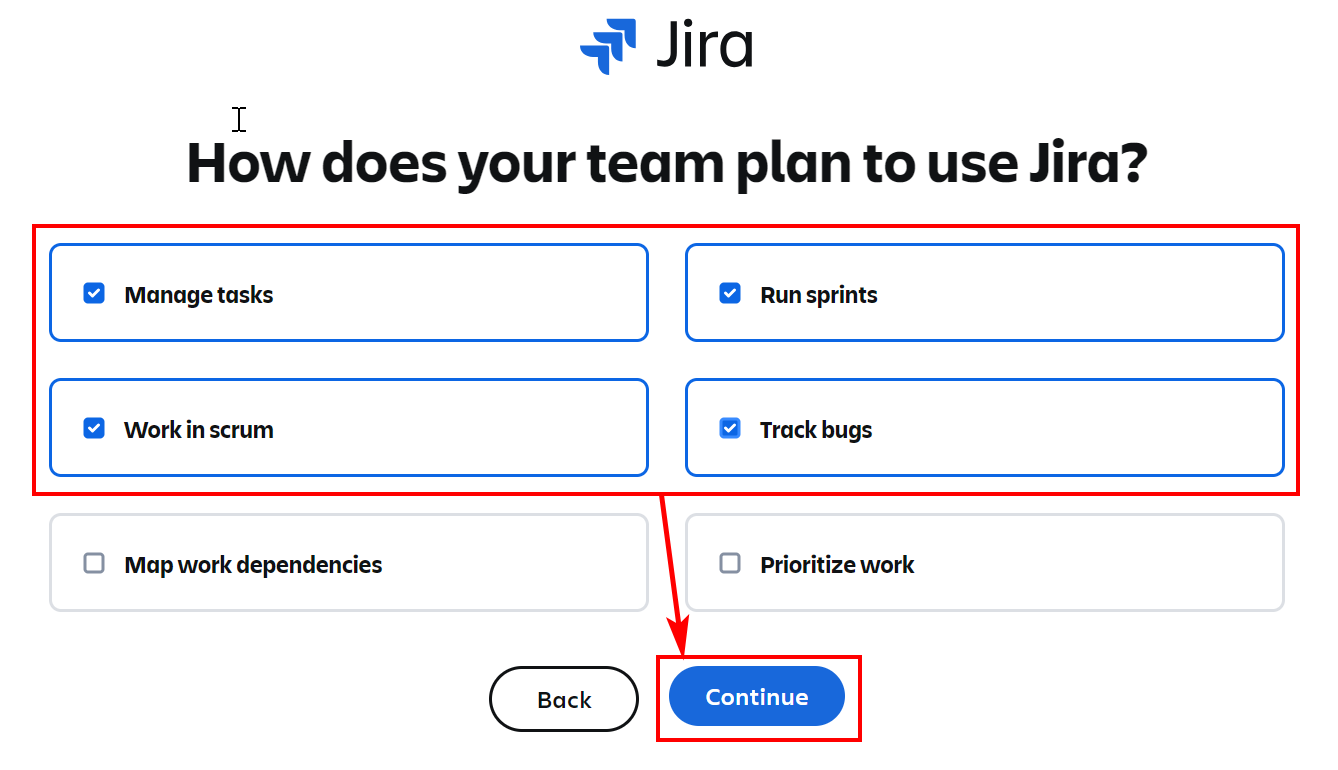 Jira
How does your team plan to use Jira?
Manage tasks
Run sprints
Work in scrum
Track bugs
Map work dependencies
Prioritize work
Back
Continue